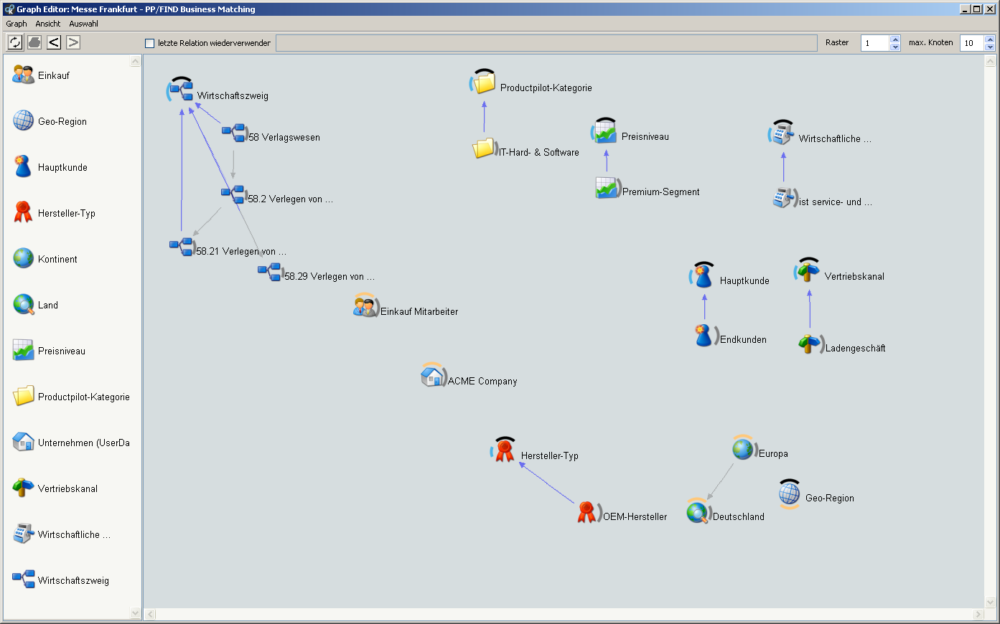 Graph Editor: Messe Frankfurt - PP/FIND Business Matching
Graph Ansicht Auswahl
letzte Relation wiederverwender
Raster 1 max. Knoten 10
Einkauf
Geo-Region
Hauptkunde
Hersteller-Typ
Kontinent
Land
Preisniveau
Productpilot-Kategorie
Unternehmen (UserDa
Vertriebskanal
Wirtschaftliche ...
Wirtschaftszweig
Wirtschaftszweig
58 Verlagswesen
58.2 Verlegen von ...
58.21 Verlegen von ...
58.29 Verlegen von ...
Productpilot-Kategorie
IT-Hard- & Software
Preisniveau
Premium-Segment
Wirtschaftliche ...
ist service- und ...
Hauptkunde
Endkunden
Vertriebskanal
Ladengeschäft
Einkauf Mitarbeiter
ACME Company
Hersteller-Typ
OEM-Hersteller
Europa
Deutschland
Geo-Region